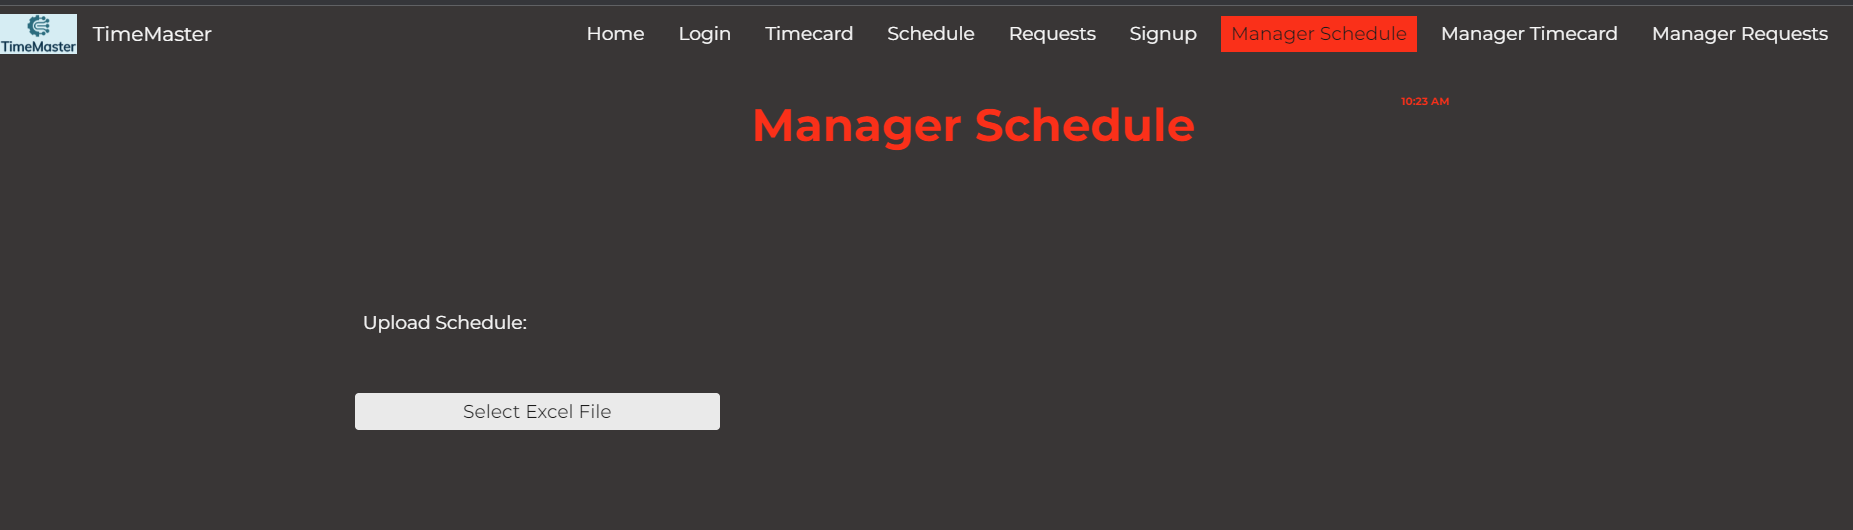 TimeMaster
TimeMaster
Home Login Timecard Schedule Requests Signup Manager Schedule Manager Timecard Manager Requests
10:23 AM
Manager Schedule
Upload Schedule:
Select Excel File